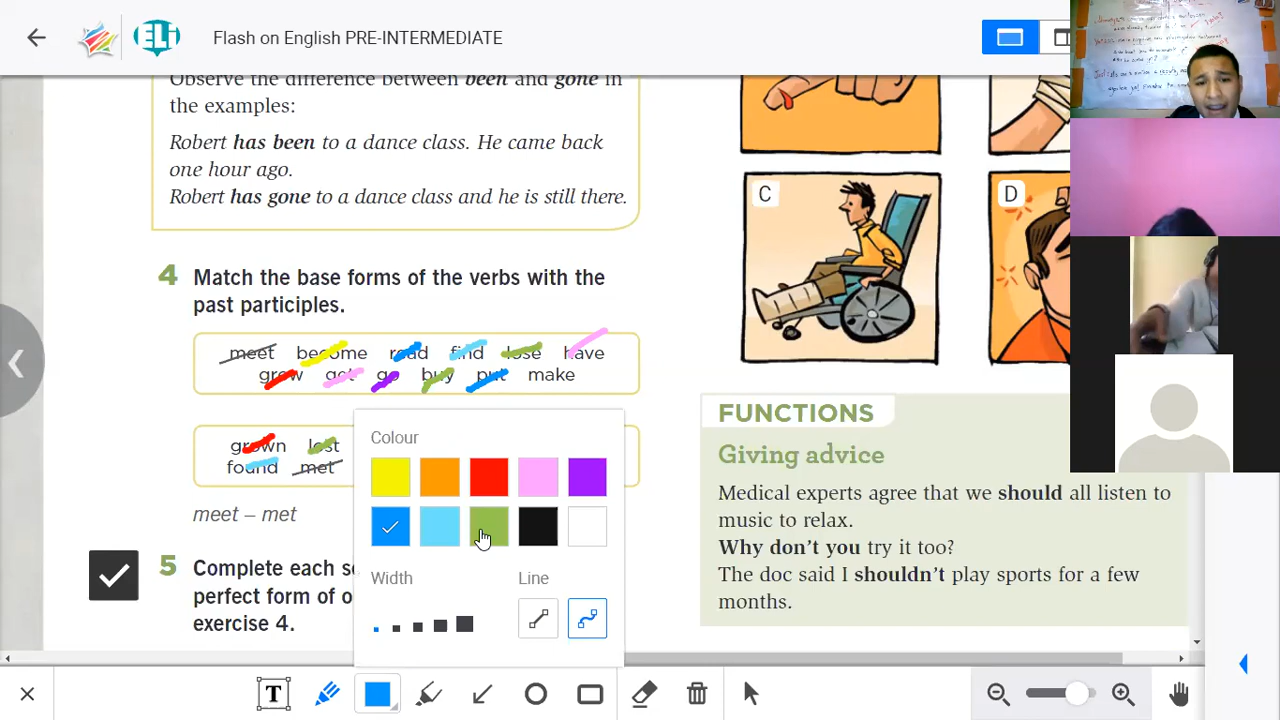 ELi
Flash on English PRE-INTERMEDIATE
Observe the difference between been and gone in
the examples:
Robert has been to a dance class. He came back
one hour ago.
Robert has gone to a dance class and he is still there.
4 Match the base forms of the verbs with the
past participles.
meet become read find lose have
grow get go buy put make
grown lost
found met
meet – met
5 Complete each se
perfect form of o
exercise 4.
C
D
FUNCTIONS
Giving advice
Medical experts agree that we should all listen to
music to relax.
Why don't you try it too?
The doc said I shouldn't play sports for a few
months.
Colour
Width Line
T